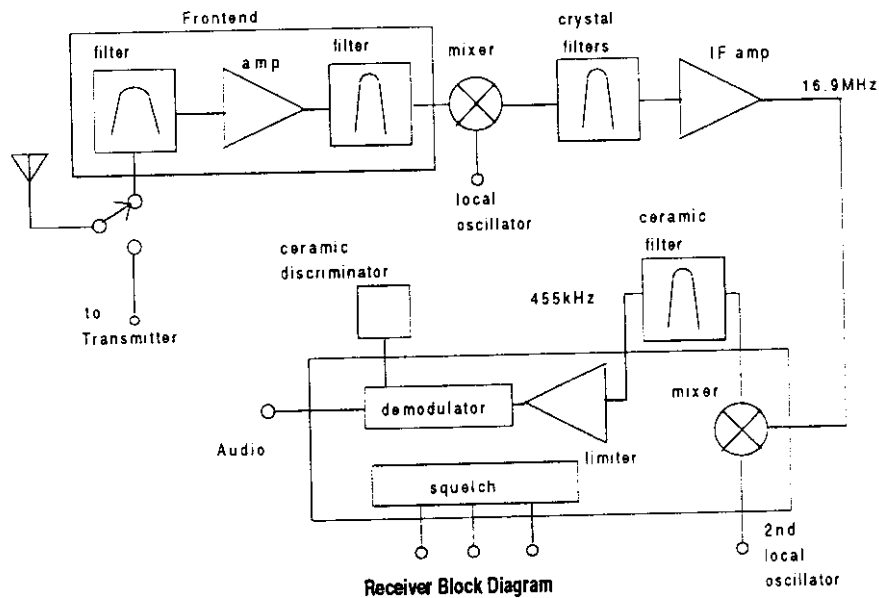 Frontend
filter
amp
filter
mixer
crystal
filters
IF amp
16.9MHz
local
oscillator
ceramic
filter
ceramic
discriminator
455kHz
to
Transmitter
mixer
demodulator
limiter
Audio
squelch
2nd
local
oscillator
Receiver Block Diagram